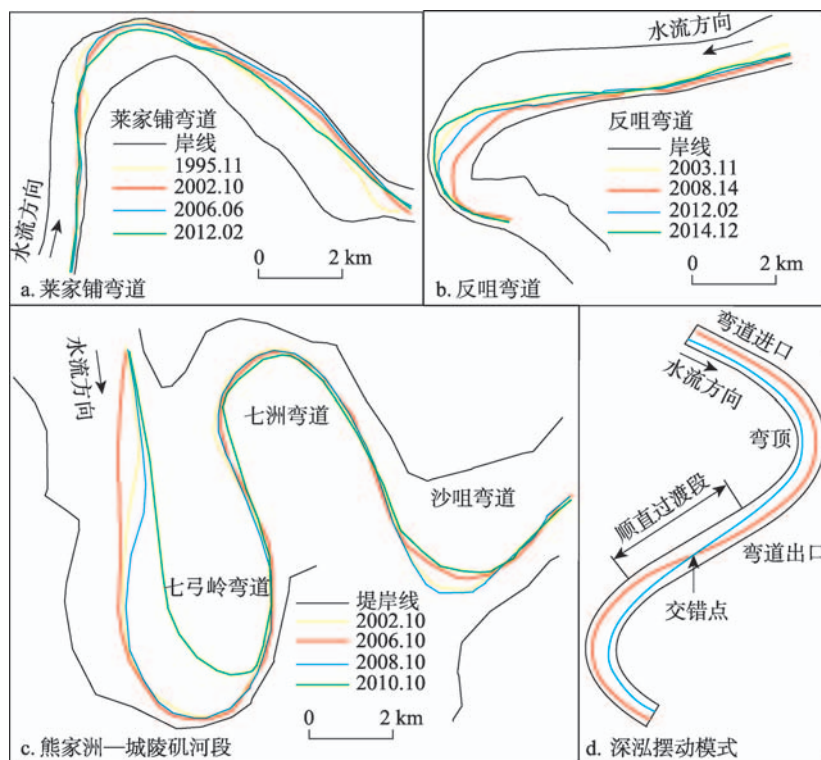 水流方向
莱家铺弯道
岸线
1995.11
2002.10
2006.06
2012.02
水流方向
0 2 km
a. 莱家铺弯道
水流方向
反咀弯道
岸线
2003.11
2008.14
2012.02
2014.12
0 2 km
b. 反咀弯道
水流方向
七洲弯道
沙咀弯道
七弓岭弯道
堤岸线
2002.10
2006.10
2008.10
2010.10
0 2 km
c. 熊家洲—城陵矶河段
弯道进口
水流方向
弯顶
顺直过渡段
弯道出口
交错点
d. 深泓摆动模式